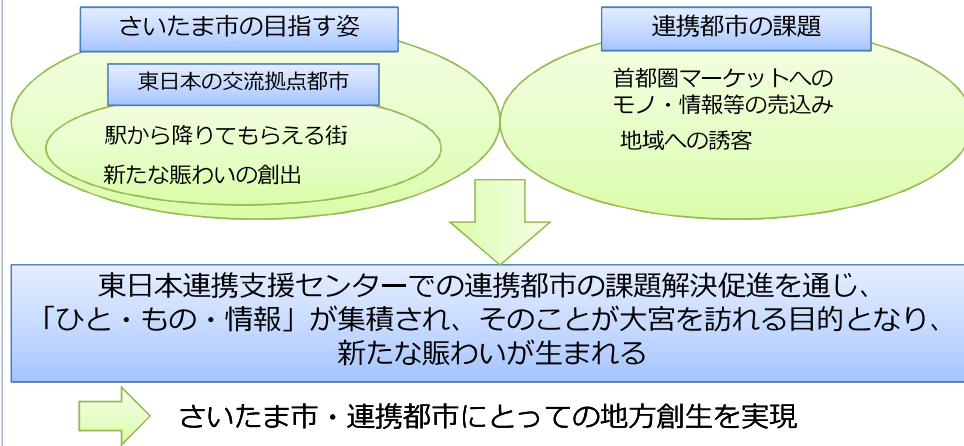 さいたま市の目指す姿
東日本の交流拠点都市
駅から降りてもらえる街
新たな賑わいの創出
連携都市の課題
首都圏マーケットへの
モノ・情報等の売込み
地域への誘客
東日本連携支援センターでの連携都市の課題解決促進を通じ、
「ひと・もの・情報」が集積され、そのことが大宮を訪れる目的となり、
新たな賑わいが生まれる
さいたま市・連携都市にとっての地方創生を実現